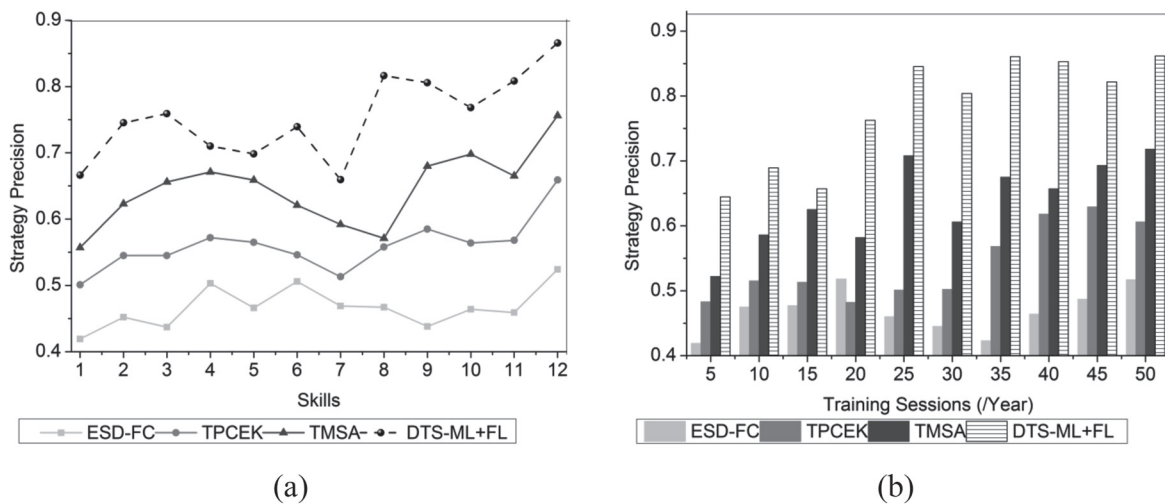 0.9
0.8
0.7
0.6
0.5
0.4
Strategy Precision
1 2 3 4 5 6 7 8 9 10 11 12
Skills
ESD-FC TPCEK TMSA DTS-ML+FL
(a)
0.9
0.8
0.7
0.6
0.5
0.4
Strategy Precision
5 10 15 20 25 30 35 40 45 50
Training Sessions (/Year)
ESD-FC TPCEK TMSA DTS-ML+FL
(b)